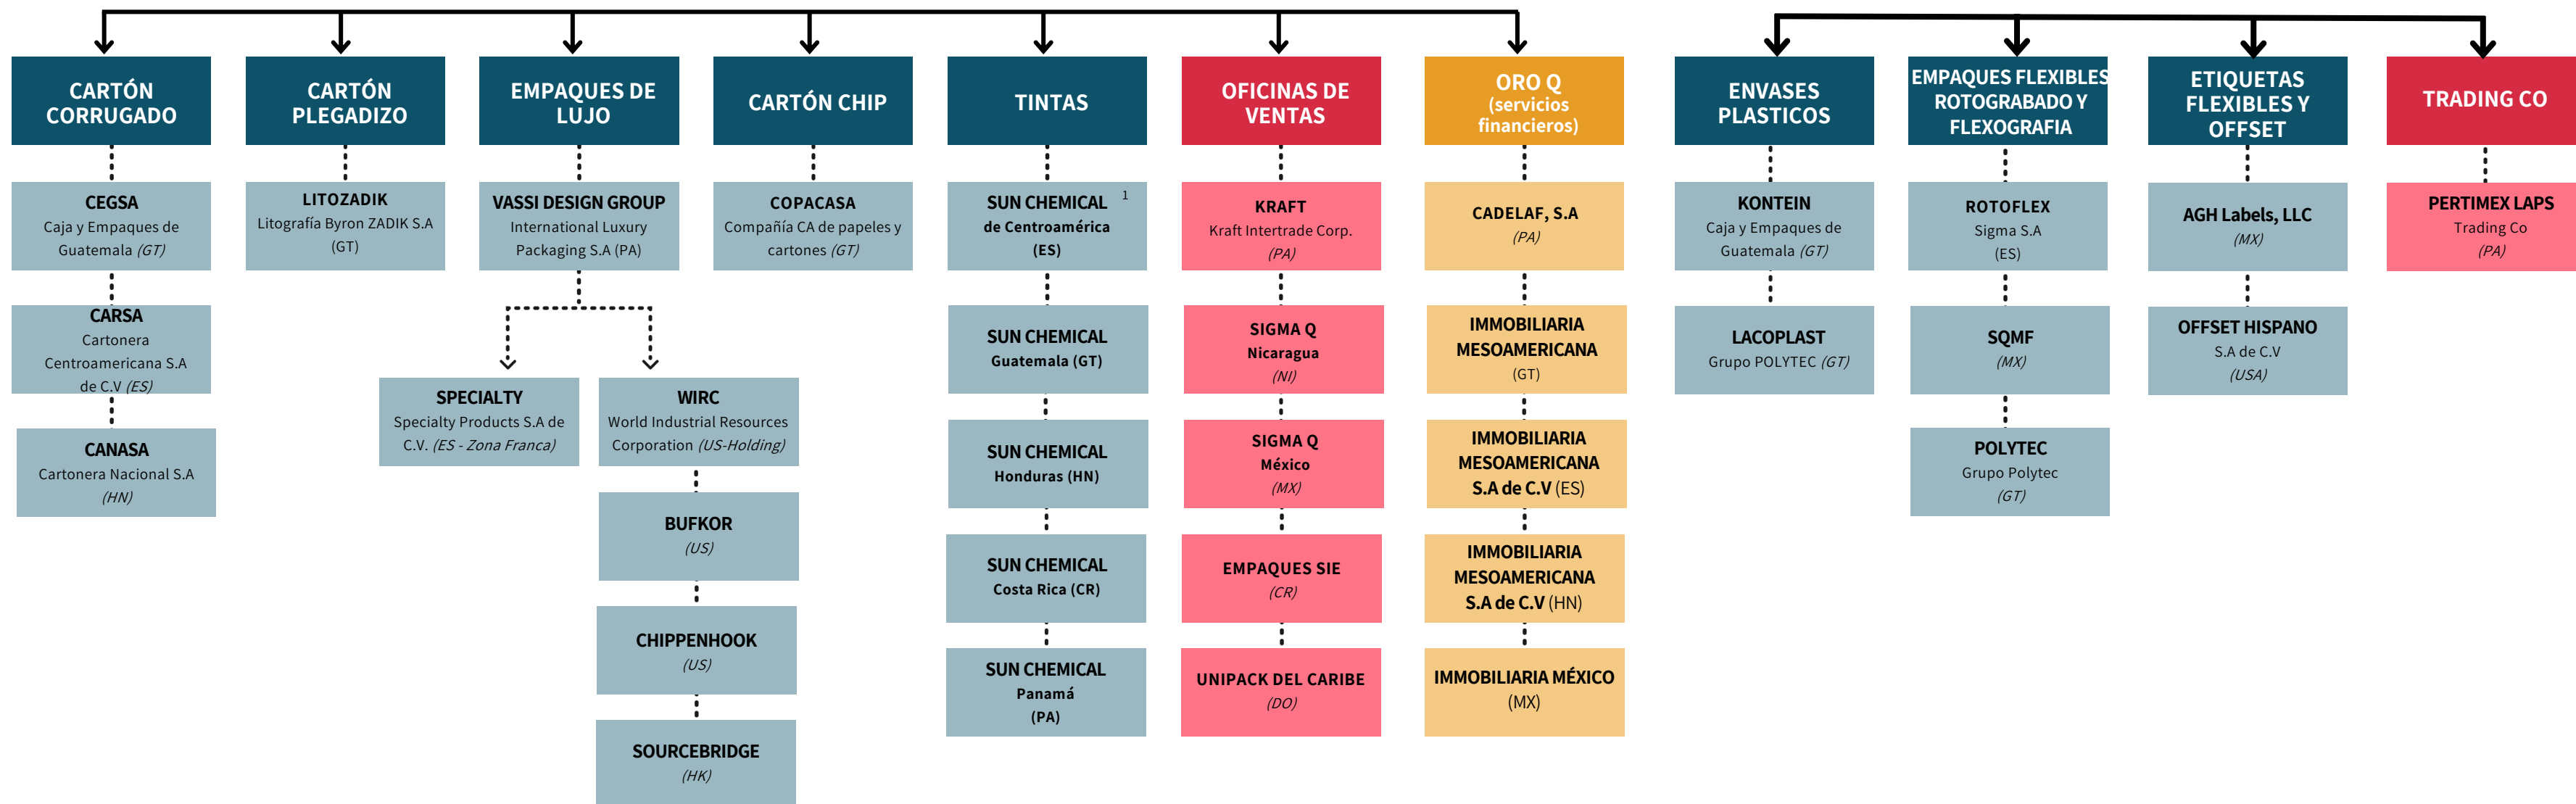 CARTÓN
CORRUGADO
CEGSA
Caja y Empaques de
Guatemala (GT)
CARSA
Cartonera
Centroamericana S.A
de C.V (ES)
CANASA
Cartonera Nacional S.A
(HN)
CARTÓN
PLEGADIZO
LITOZADIK
Litografía Byron ZADIK S.A
(GT)
EMPAQUES DE
LUJO
VASSI DESIGN GROUP
International Luxury
Packaging S.A (PA)
SPECIALTY
Specialty Products S.A de
C.V. (ES - Zona Franca)
WIRC
World Industrial Resources
Corporation (US-Holding)
BUFKOR
(US)
CHIPPENHOOK
(US)
SOURCEBRIDGE
(HK)
CARTÓN CHIP
COPACASA
Compañía CA de papeles y
cartones (GT)
TINTAS
SUN CHEMICAL 1
de Centroamérica
(ES)
SUN CHEMICAL
Guatemala (GT)
SUN CHEMICAL
Honduras (HN)
SUN CHEMICAL
Costa Rica (CR)
SUN CHEMICAL
Panamá
(PA)
OFICINAS DE
VENTAS
KRAFT
Kraft Intertrade Corp.
(PA)
SIGMA Q
Nicaragua
(NI)
SIGMA Q
México
(MX)
EMPAQUES SIE
(CR)
UNIPACK DEL CARIBE
(DO)
ORO Q
(servicios
financieros)
CADELAF, S.A
(PA)
IMMOBILIARIA
MESOAMERICANA
(GT)
IMMOBILIARIA
MESOAMERICANA
S.A de C.V (ES)
IMMOBILIARIA
MESOAMERICANA
S.A de C.V (HN)
IMMOBILIARIA MÉXICO
(MX)
ENVASES
PLASTICOS
KONTEIN
Caja y Empaques de
Guatemala (GT)
LACOPLAST
Grupo POLYTEC (GT)
EMPAQUES FLEXIBLES
ROTOGRABADO Y
FLEXOGRAFIA
ROTOFLEX
Sigma S.A
(ES)
SQMF
(MX)
POLYTEC
Grupo Polytec
(GT)
ETIQUETAS
FLEXIBLES Y
OFFSET
AGH Labels, LLC
(MX)
OFFSET HISPANO
S.A de C.V
(USA)
TRADING CO
PERTIMEX LAPS
Trading Co
(PA)